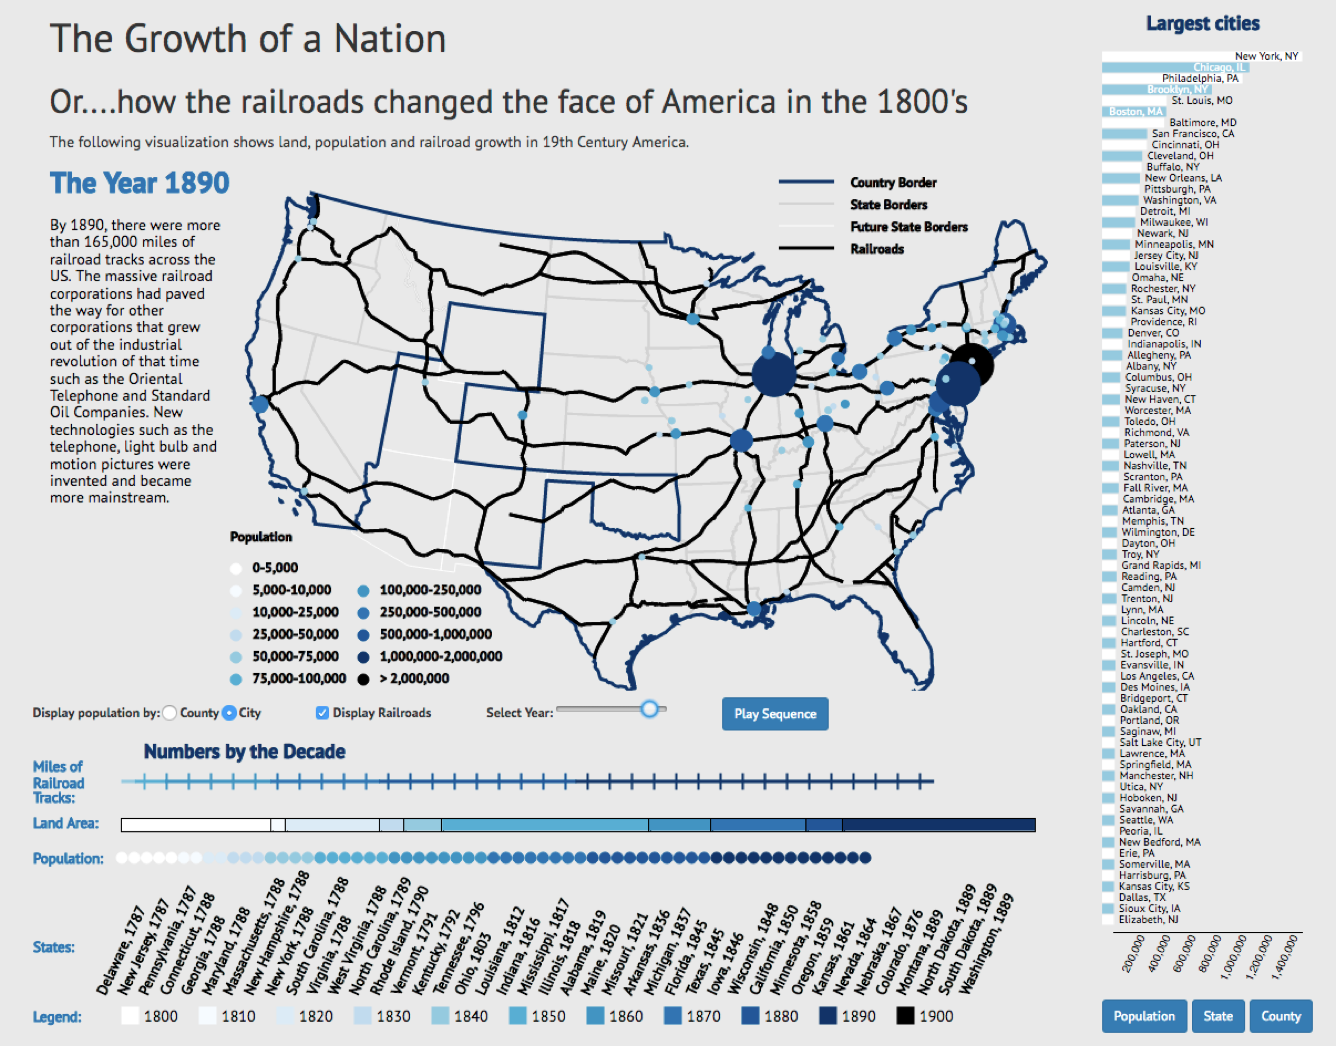 The Growth of a Nation
Or....how the railroads changed the face of America in the 1800's
The following visualization shows land, population and railroad growth in 19th Century America.
The Year 1890
By 1890, there were more
than 165,000 miles of
railroad tracks across the
US. The massive railroad
corporations had paved
the way for other
corporations that grew
out of the industrial
revolution of that time
such as the Oriental
Telephone and Standard
Oil Companies. New
technologies such as the
telephone, light bulb and
motion pictures were
invented and became
more mainstream.
Country Border
State Borders
Future State Borders
Railroads
Population
0-5,000
5,000-10,000
10,000-25,000
25,000-50,000
50,000-75,000
75,000-100,000
100,000-250,000
250,000-500,000
500,000-1,000,000
1,000,000-2,000,000
> 2,000,000
Display population by: County City
Display Railroads
Select Year:
Play Sequence
Numbers by the Decade
Miles of
Railroad
Tracks:
Land Area:
Population:
States:
Delaware, 1787
New Jersey, 1787
Pennsylvania, 1787
Connecticut, 1788
Georgia, 1788
Maryland, 1788
Massachusetts, 1788
New Hampshire, 1788
New York, 1788
South Carolina, 1788
Virginia, 1788
West Virginia, 1788
North Carolina, 1789
Rhode Island, 1790
Vermont, 1791
Kentucky, 1792
Tennessee, 1796
Ohio, 1803
Louisiana, 1812
Indiana, 1816
Mississippi, 1817
Illinois, 1818
Alabama, 1819
Maine, 1820
Missouri, 1821
Arkansas, 1836
Michigan, 1837
Florida, 1845
Texas, 1845
Iowa, 1846
Wisconsin, 1848
California, 1850
Minnesota, 1858
Oregon, 1859
Kansas, 1861
Nevada, 1864
Nebraska, 1867
Colorado, 1876
Montana, 1889
North Dakota, 1889
South Dakota, 1889
Washington, 1889
Legend:
1800
1810
1820
1830
1840
1850
1860
1870
1880
1890
1900
Largest cities
New York, NY
Chicago, IL
Philadelphia, PA
Brooklyn, NY
St. Louis, MO
Boston, MA
Baltimore, MD
San Francisco, CA
Cincinnati, OH
Cleveland, OH
Buffalo, NY
New Orleans, LA
Pittsburgh, PA
Washington, VA
Detroit, MI
Milwaukee, WI
Newark, NJ
Minneapolis, MN
Jersey City, NJ
Louisville, KY
Omaha, NE
Rochester, NY
St. Paul, MN
Kansas City, MO
Providence, RI
Denver, CO
Indianapolis, IN
Allegheny, PA
Albany, NY
Columbus, OH
Syracuse, NY
New Haven, CT
Worcester, MA
Toledo, OH
Richmond, VA
Paterson, NJ
Lowell, MA
Nashville, TN
Scranton, PA
Fall River, MA
Cambridge, MA
Atlanta, GA
Memphis, TN
Wilmington, DE
Dayton, OH
Troy, NY
Grand Rapids, MI
Reading, PA
Camden, NJ
Trenton, NJ
Lynn, MA
Lincoln, NE
Charleston, SC
Hartford, CT
St. Joseph, MO
Evansville, IN
Los Angeles, CA
Des Moines, IA
Bridgeport, CT
Oakland, CA
Portland, OR
Saginaw, MI
Salt Lake City, UT
Lawrence, MA
Springfield, MA
Manchester, NH
Utica, NY
Hoboken, NJ
Savannah, GA
Seattle, WA
Peoria, IL
New Bedford, MA
Erie, PA
Somerville, MA
Harrisburg, PA
Kansas City, KS
Dallas, TX
Sioux City, IA
Elizabeth, NJ
200,000
400,000
600,000
800,000
1,000,000
1,200,000
1,400,000
Population
State
County